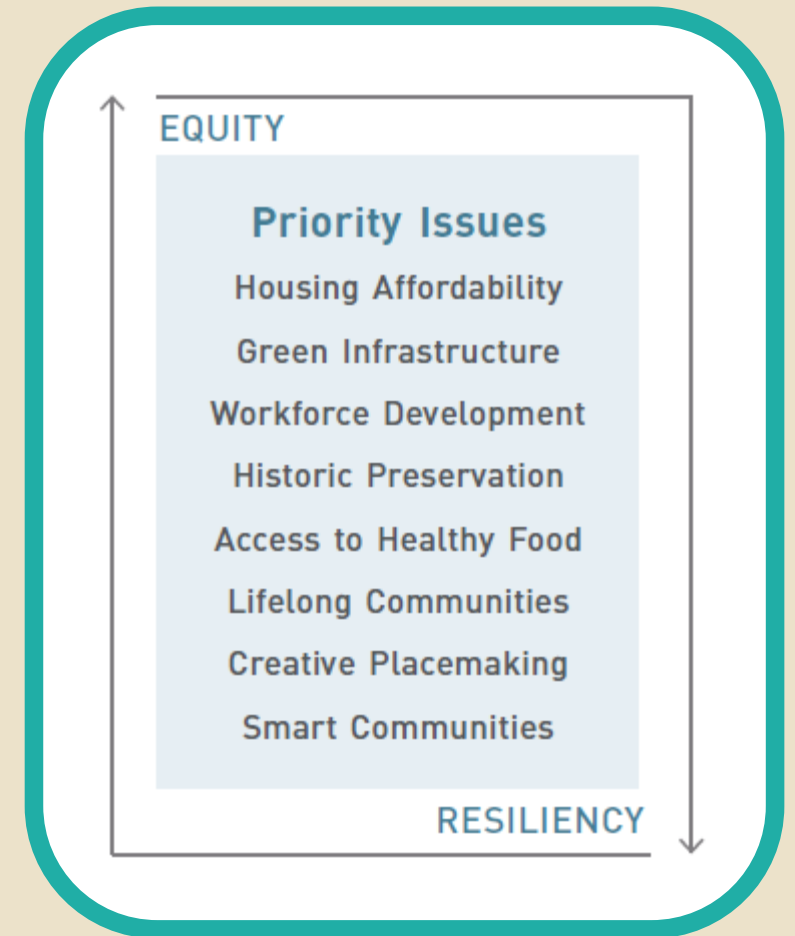 EQUITY
Priority Issues
Housing Affordability
Green Infrastructure
Workforce Development
Historic Preservation
Access to Healthy Food
Lifelong Communities
Creative Placemaking
Smart Communities
RESILIENCY